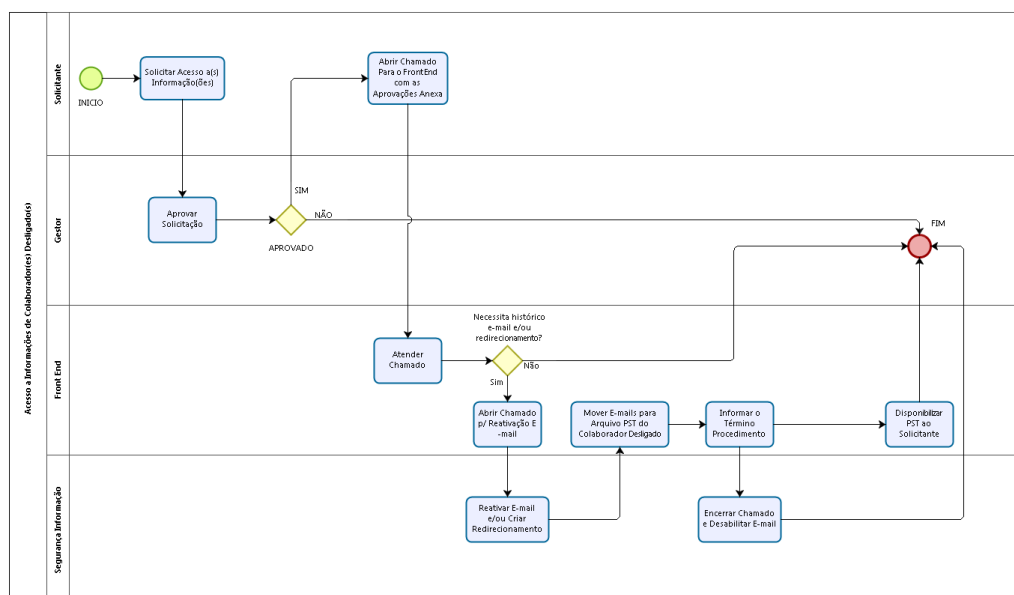 Acesso a Informações de Colaborador(es) Desligado(s)
Solicitante
INICIO
Solicitar Acesso a(s)
Informação(ões)
Abrir Chamado
Para o FrontEnd
com as
Aprovações Anexa
Gestor
Aprovar
Solicitação
SIM
NÃO
APROVADO
FIM
Front End
Atender
Chamado
Necessita histórico
e-mail e/ou
redirecionamento?
Não
Sim
Abrir Chamado
p/ Reativação E
-mail
Mover E-mails para
Arquivo PST do
Colaborador Desligado
Informar o
Término
Procedimento
Disponibilizar
PST ao
Solicitante
Segurança Informação
Reativar E-mail
e/ou Criar
Redirecionamento
Encerrar Chamado
e Desabilitar E-mail